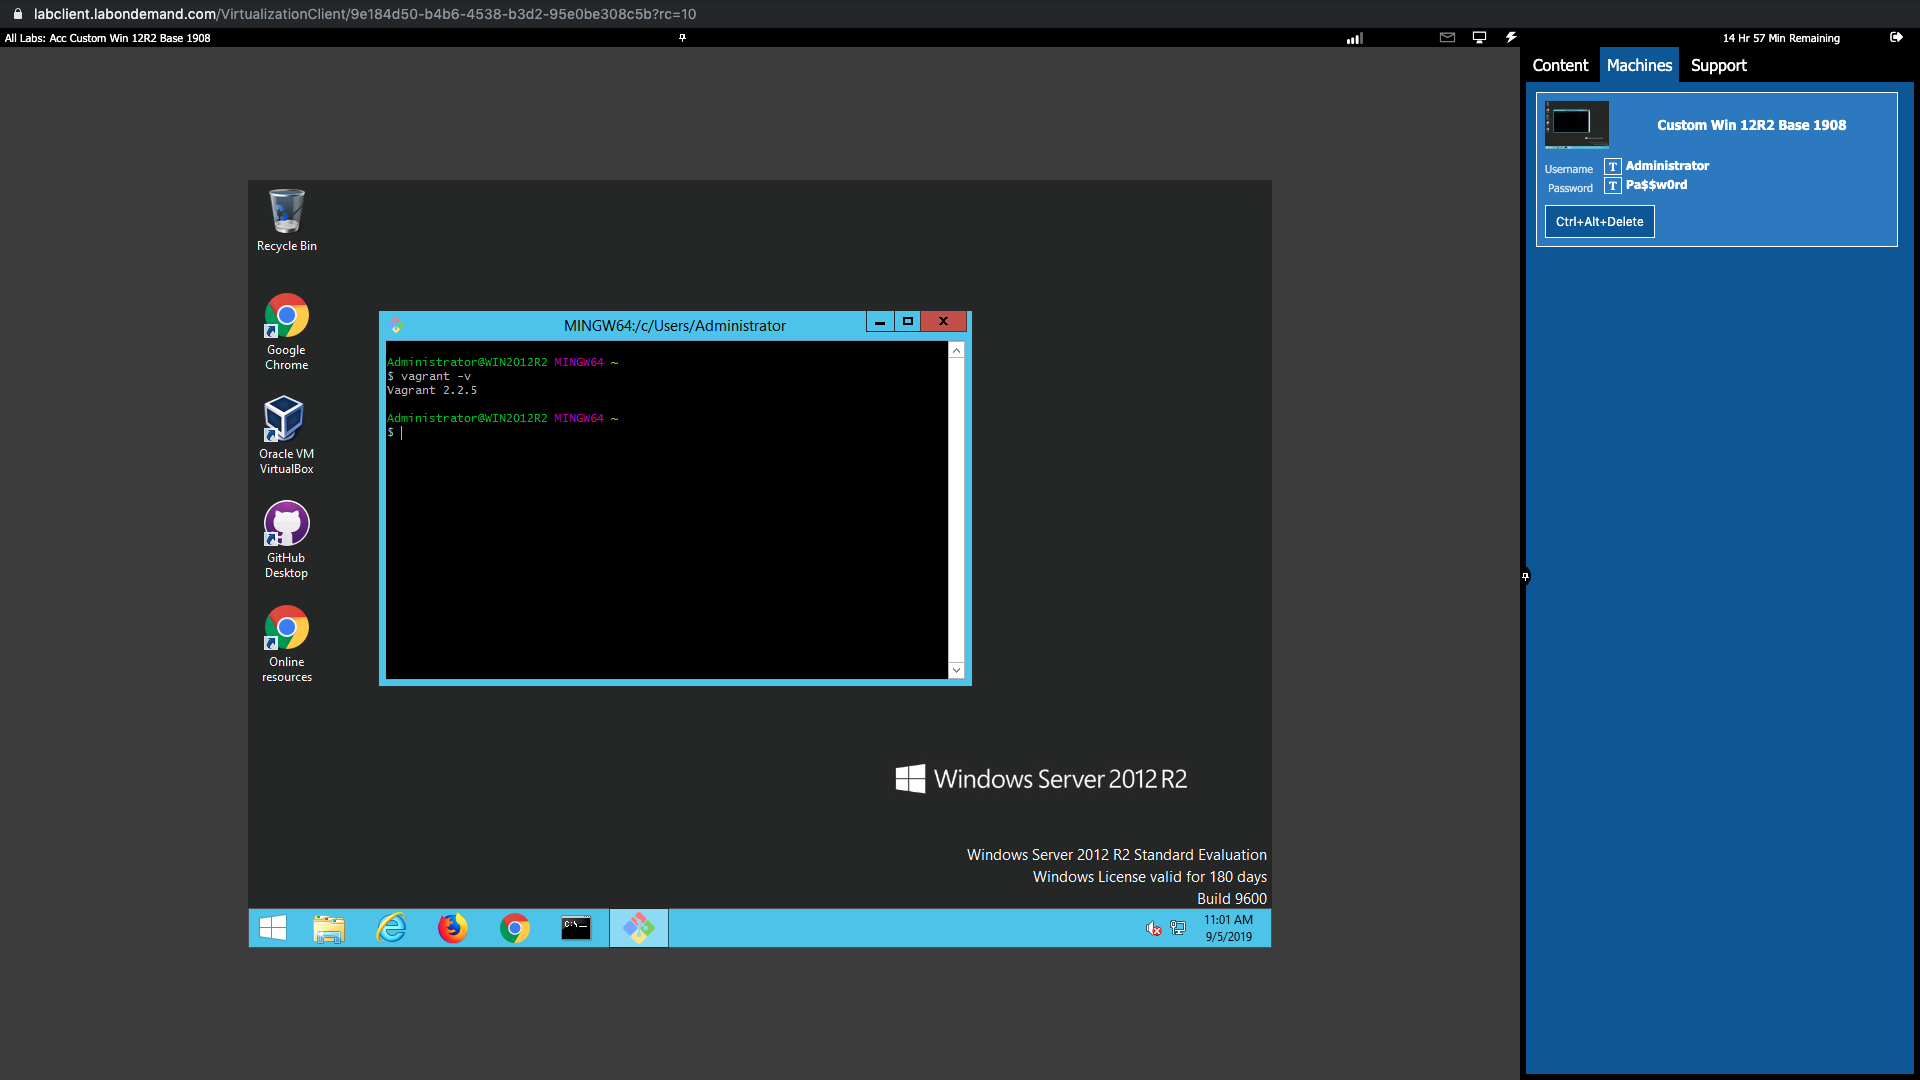 labclient.labondemand.com/VirtualizationClient/9e184d50-b4b6-4538-b3d2-95e0be308c5b?rc=10
All Labs: Acc Custom Win 12R2 Base 1908
14 Hr 57 Min Remaining
Content Machines Support
Custom Win 12R2 Base 1908
Username T Administrator
Password T Pa$$w0rd
Ctrl+Alt+Delete
Recycle Bin
Google
Chrome
Oracle VM
VirtualBox
GitHub
Desktop
Online
resources
MINGW64:/c/Users/Administrator
Administrator@WIN2012R2 MINGW64 ~
$ vagrant -v
Vagrant 2.2.5
Administrator@WIN2012R2 MINGW64 ~
$
Windows Server 2012 R2
Windows Server 2012 R2 Standard Evaluation
Windows License valid for 180 days
Build 9600
C:\_
11:01 AM
9/5/2019